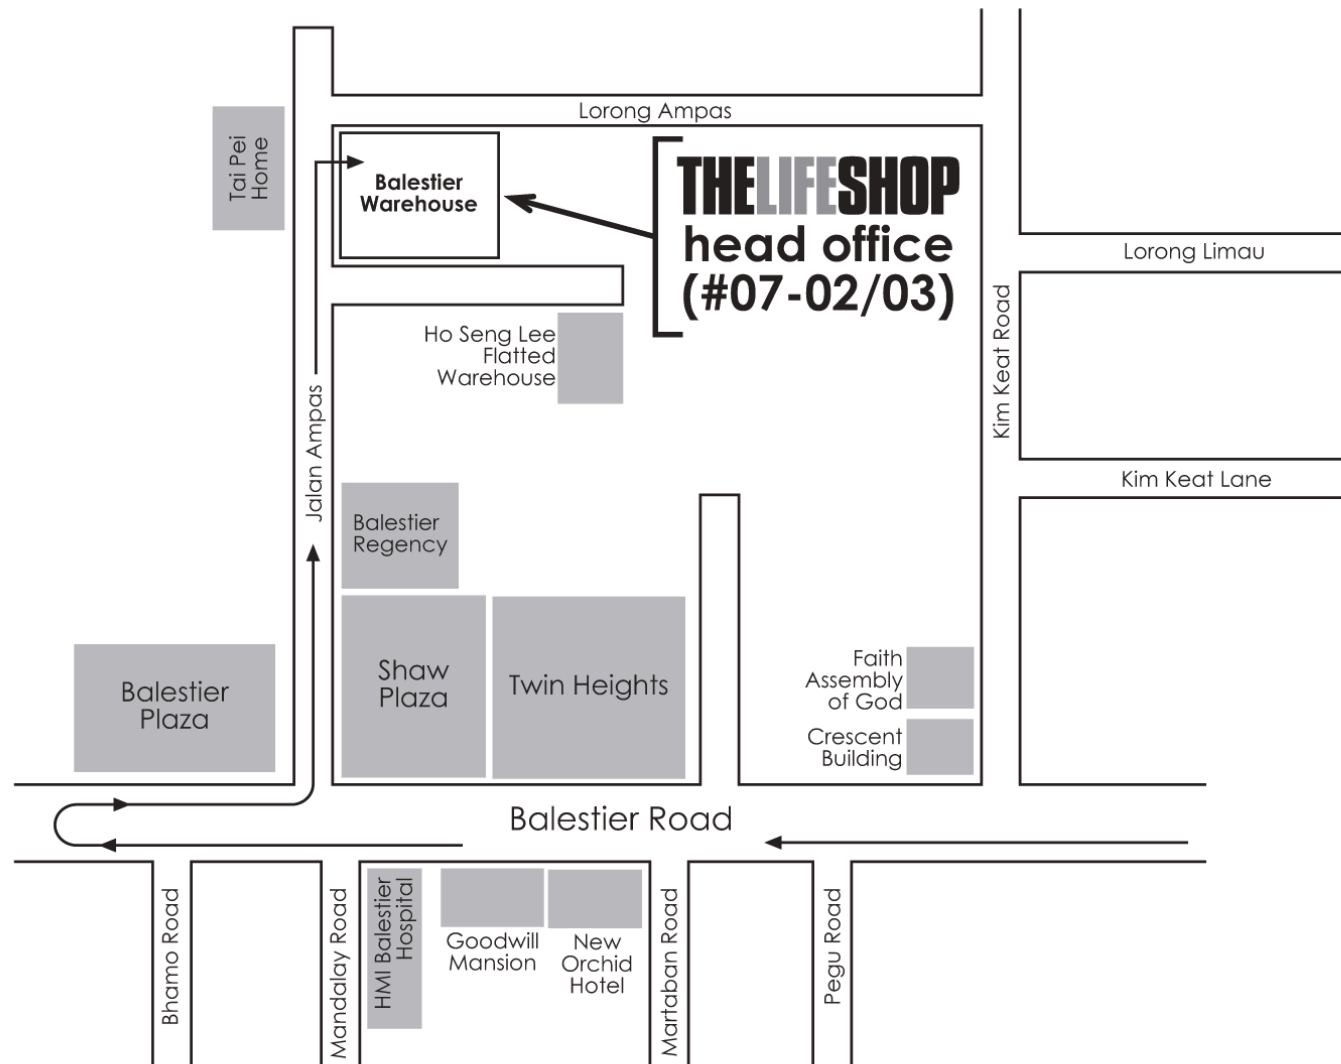 Lorong Ampas
Tai Pei
Home
Balestier
Warehouse
THELIFESHOP
head office
(#07-02/03)
Lorong Limau
Ho Seng Lee
Flatted
Warehouse
Kim Keat Road
Jalan Ampas
Kim Keat Lane
Balestier
Regency
Shaw
Plaza
Twin Heights
Balestier
Plaza
Faith
Assembly
of God
Crescent
Building
Balestier Road
Bhamo Road
Mandalay Road
HMI Balestier
Hospital
Goodwill
Mansion
New
Orchid
Hotel
Martaban Road
Pegu Road